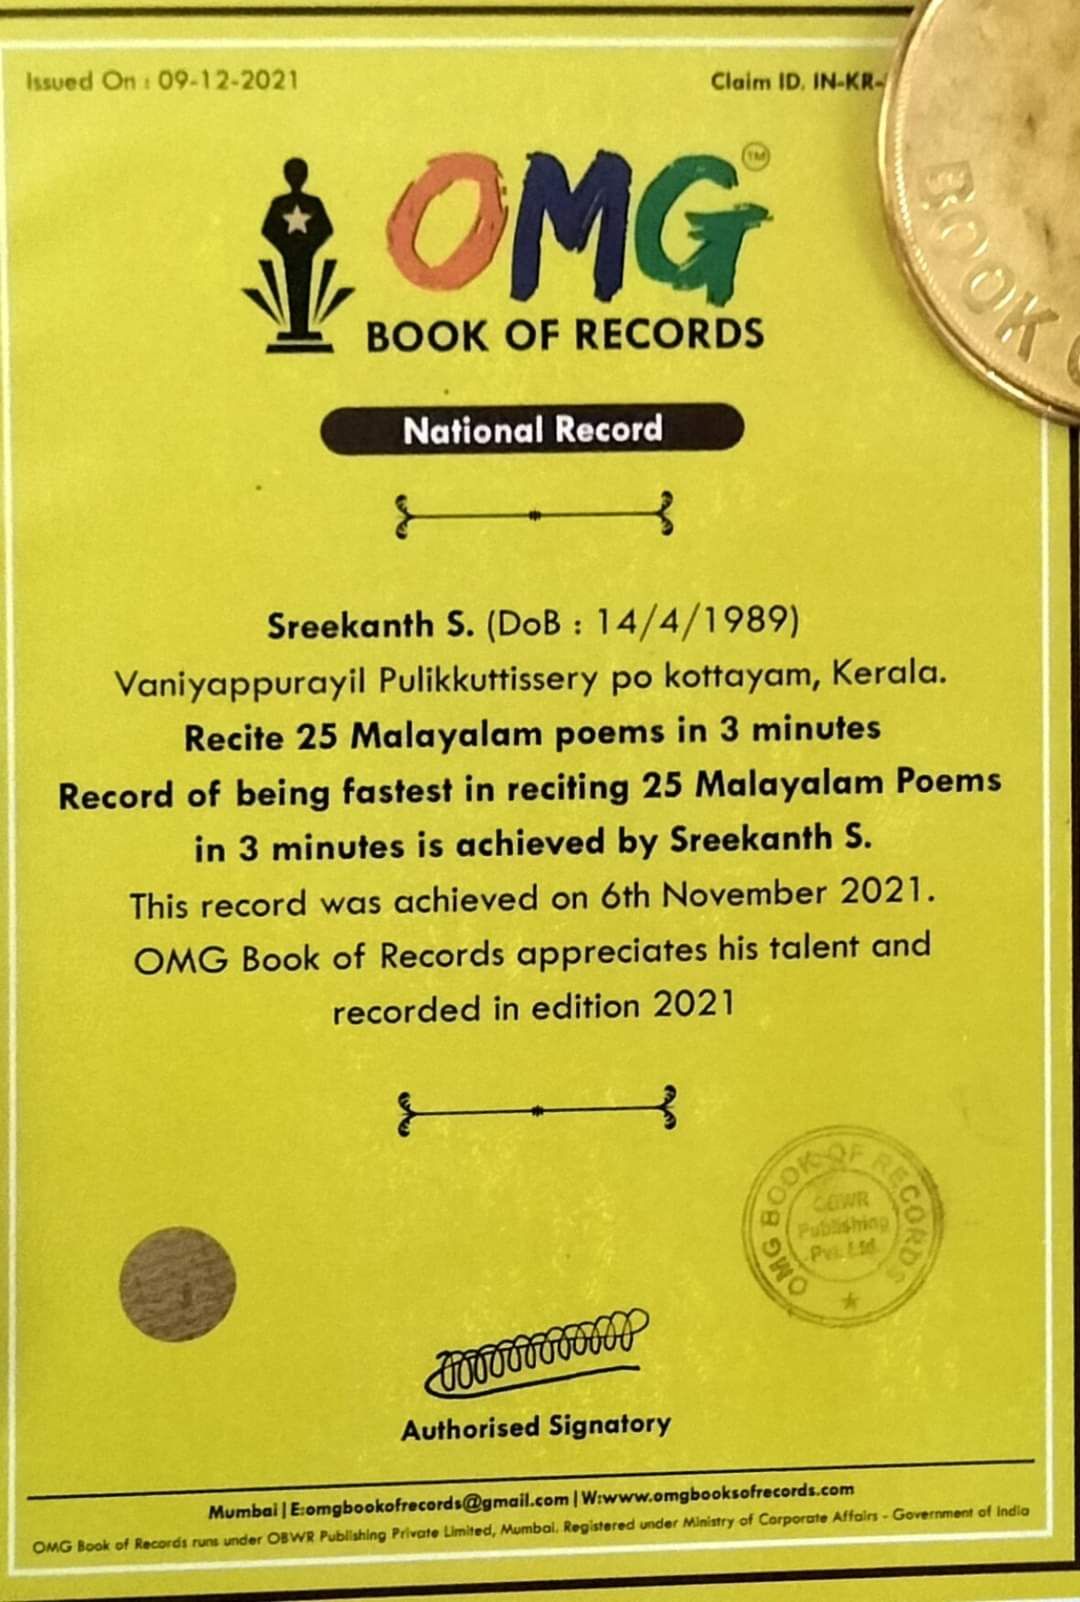 Issued On : 09-12-2021
Claim ID. IN-KR-
OMG TM
BOOK OF RECORDS
BOOK
National Record
Sreekanth S. (DoB : 14/4/1989)
Vaniyappurayil Pulikkuttissery po kottayam, Kerala.
Recite 25 Malayalam poems in 3 minutes
Record of being fastest in reciting 25 Malayalam Poems
in 3 minutes is achieved by Sreekanth S.
This record was achieved on 6th November 2021.
OMG Book of Records appreciates his talent and
recorded in edition 2021
OMG BOOK OF RECORDS
OBWR
Publishing
Pvt. Ltd.
Authorised Signatory
Mumbai | E:omgbookofrecords@gmail.com | W:www.omgbooksofrecords.com
OMG Book of Records runs under OBWR Publishing Private Limited, Mumbai. Registered under Ministry of Corporate Affairs - Government of India